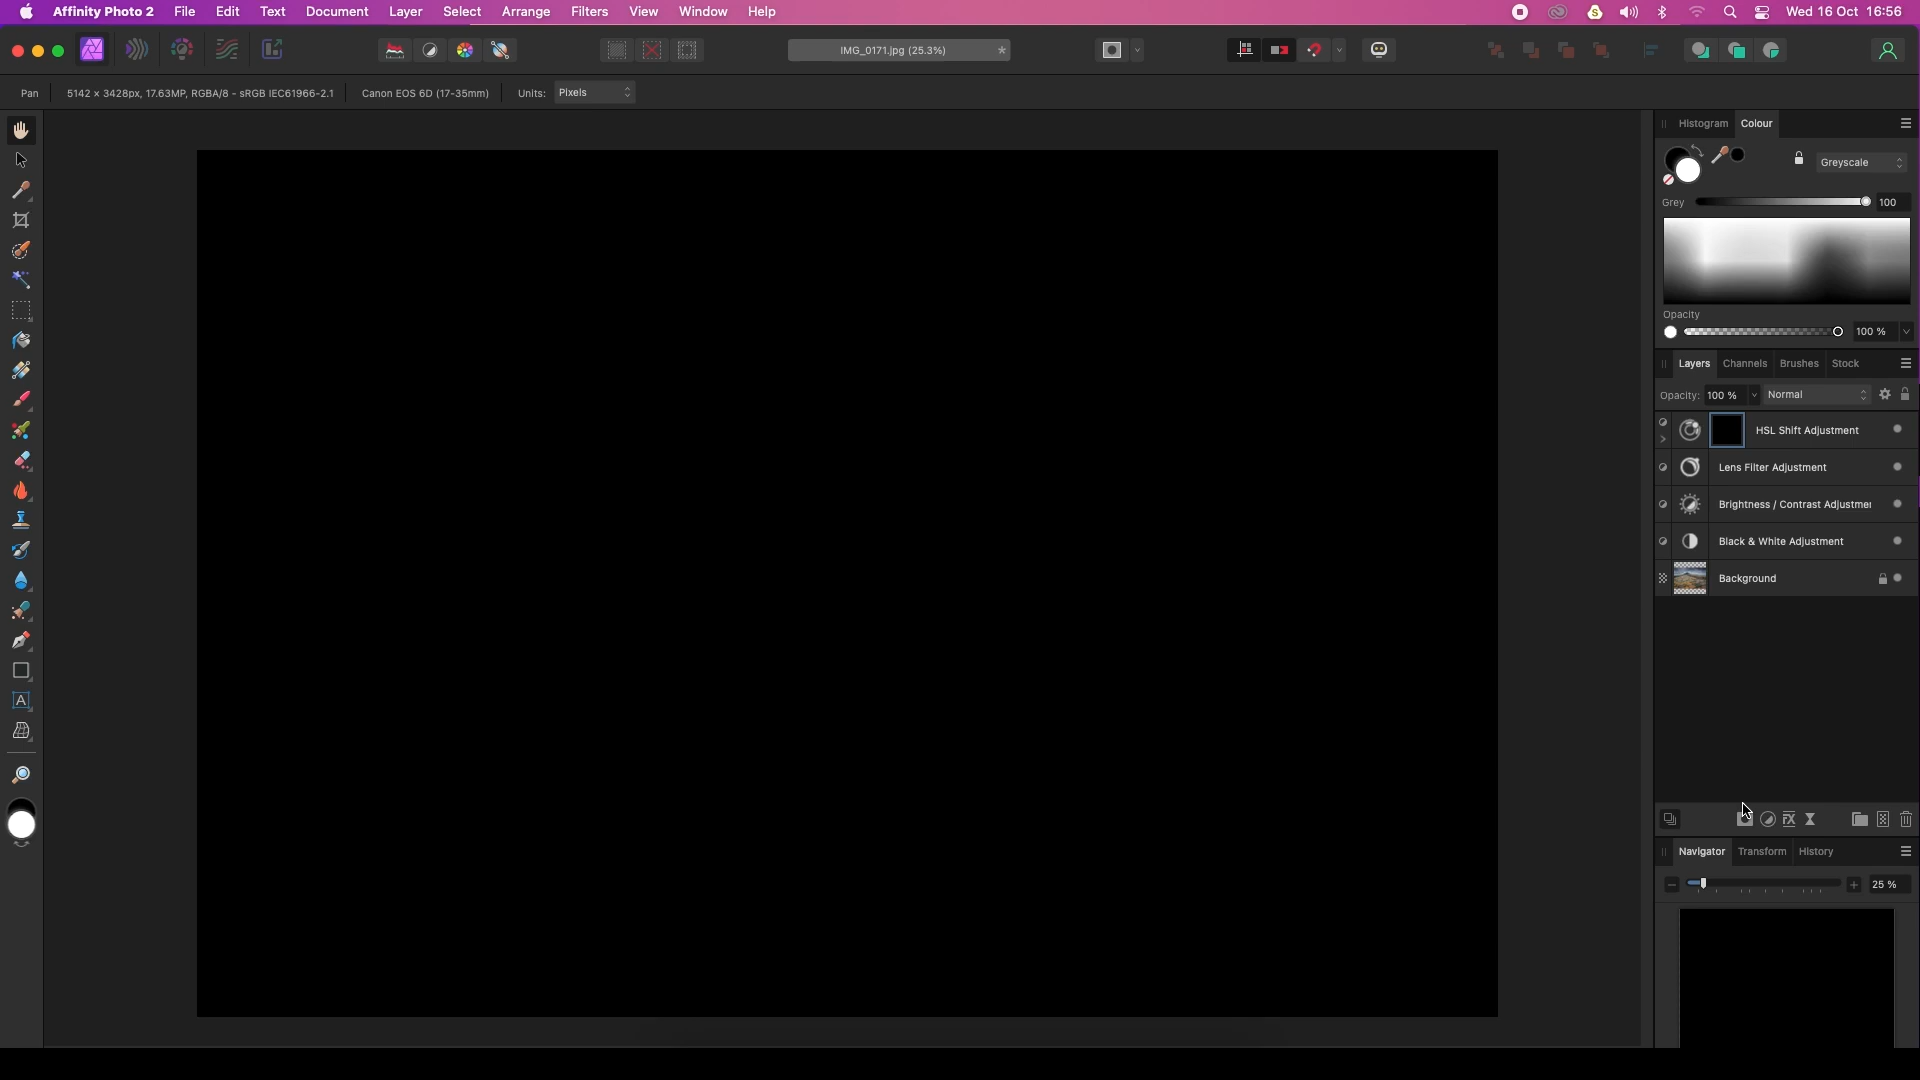 Affinity Photo 2 File Edit Text Document Layer Select Arrange Filters View Window Help Wed 16 Oct 16:56
IMG_0171.jpg (25.3%) *
Pan 5142 x 3428px, 17.63MP, RGBA/8 - sRGB IEC61966-2.1 Canon EOS 6D (17-35mm) Units: Pixels
Histogram Colour
Greyscale
Grey 100
Opacity
100 %
Layers Channels Brushes Stock
Opacity: 100 % Normal
HSL Shift Adjustment
Lens Filter Adjustment
Brightness / Contrast Adjustmen
Black & White Adjustment
Background
Navigator Transform History
25 %